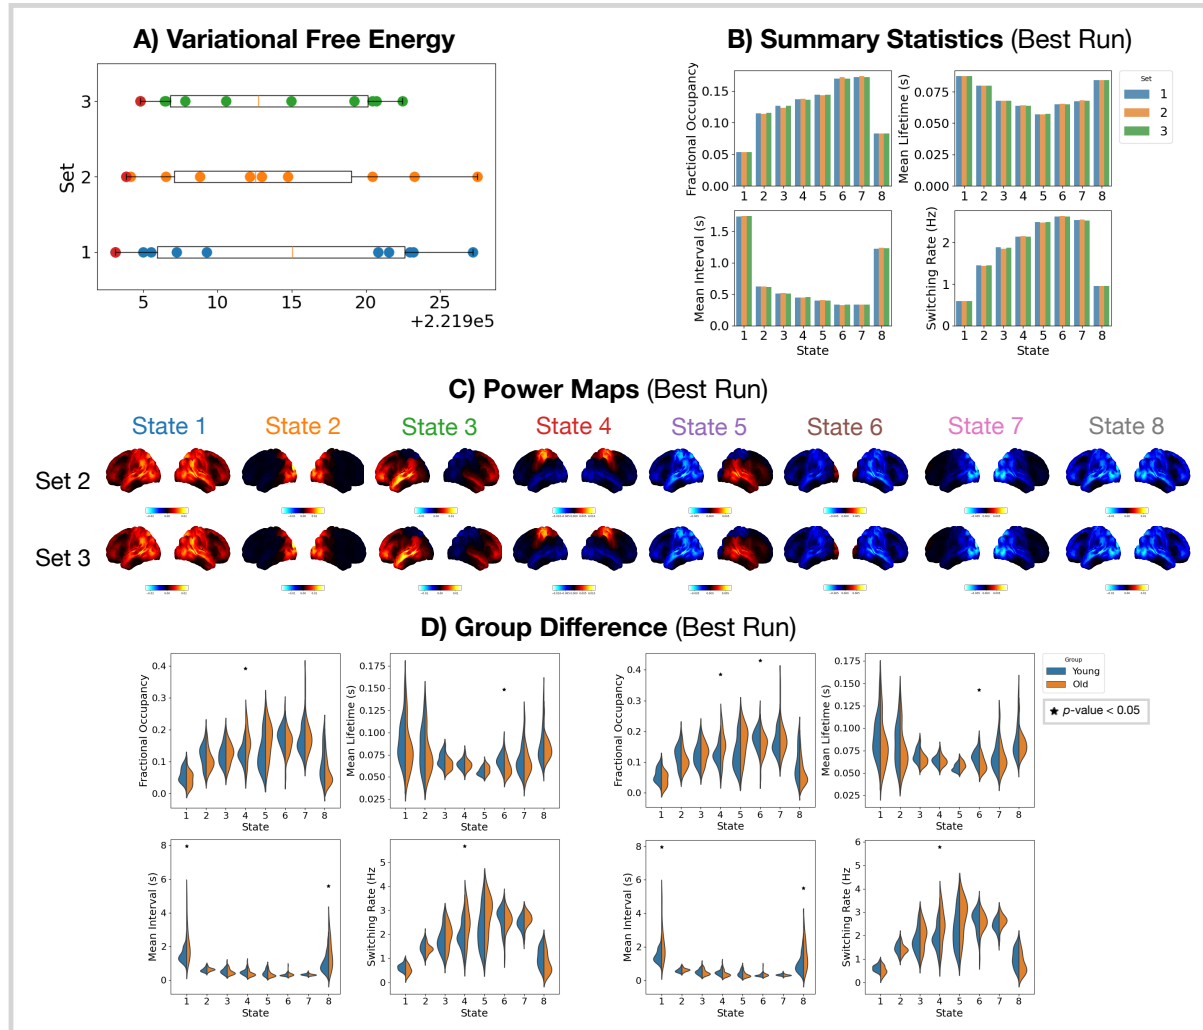 A) Variational Free Energy
Set
3
2
1
5 10 15 20 25
+2.219e5
B) Summary Statistics (Best Run)
Fractional Occupancy
0.15
0.10
0.05
0.00
1 2 3 4 5 6 7 8
Mean Lifetime (s)
0.075
0.050
0.025
0.000
1 2 3 4 5 6 7 8
Set
1
2
3
Mean Interval (s)
1.5
1.0
0.5
0.0
1 2 3 4 5 6 7 8
State
Switching Rate (Hz)
2
1
0
1 2 3 4 5 6 7 8
State
C) Power Maps (Best Run)
State 1 State 2 State 3 State 4 State 5 State 6 State 7 State 8
Set 2
Set 3
D) Group Difference (Best Run)
Fractional Occupancy
0.4
0.3
0.2
0.1
0.0
1 2 3 4 5 6 7 8
State
Mean Lifetime (s)
0.175
0.150
0.125
0.100
0.075
0.050
0.025
1 2 3 4 5 6 7 8
State
Fractional Occupancy
0.4
0.3
0.2
0.1
0.0
1 2 3 4 5 6 7 8
State
Mean Lifetime (s)
0.175
0.150
0.125
0.100
0.075
0.050
0.025
1 2 3 4 5 6 7 8
State
Group
Young
Old
★ p-value < 0.05
Mean Interval (s)
8
6
4
2
0
1 2 3 4 5 6 7 8
State
Switching Rate (Hz
5
4
3
2
1
0
1 2 3 4 5 6 7 8
State
Mean Interval (s)
8
6
4
2
0
1 2 3 4 5 6 7 8
State
Switching Rate (Hz
6
5
4
3
2
1
0
1 2 3 4 5 6 7 8
State